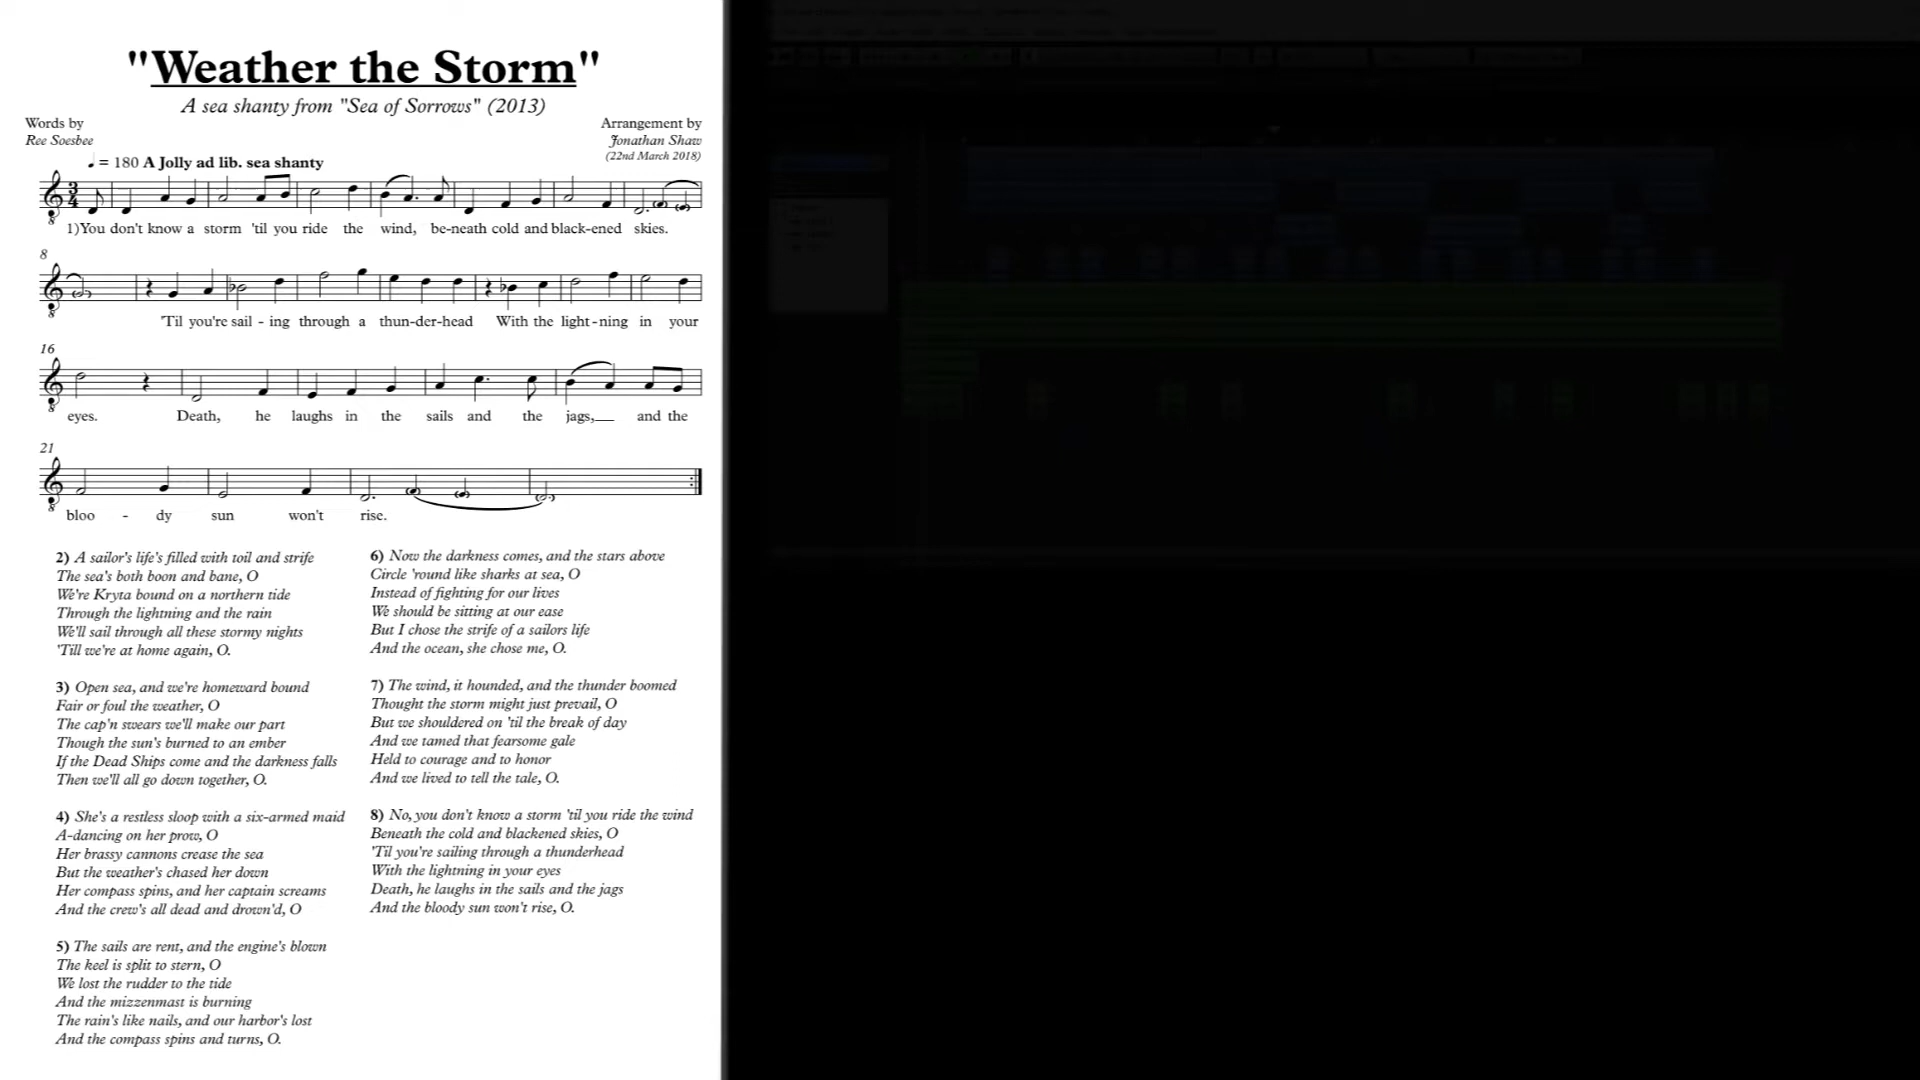 "Weather the Storm"
A sea shanty from "Sea of Sorrows" (2013)
Words by
Ree Soesbee
Arrangement by
Jonathan Shaw
(22nd March 2018)
♩ = 180 A Jolly ad lib. sea shanty
3
4
8
1)You don't know a storm 'til you ride the wind, be-neath cold and black-ened skies.
8
8
'Til you're sail - ing through a thun-der-head With the light-ning in your
16
8
eyes. Death, he laughs in the sails and the jags,__ and the
21
8
bloo - dy sun won't rise.
2) A sailor's life's filled with toil and strife
The sea's both boon and bane, O
We're Kryta bound on a northern tide
Through the lightning and the rain
We'll sail through all these stormy nights
'Till we're at home again, O.
3) Open sea, and we're homeward bound
Fair or foul the weather, O
The cap'n swears we'll make our part
Though the sun's burned to an ember
If the Dead Ships come and the darkness falls
Then we'll all go down together, O.
4) She's a restless sloop with a six-armed maid
A-dancing on her prow, O
Her brassy cannons crease the sea
But the weather's chased her down
Her compass spins, and her captain screams
And the crew's all dead and drown'd, O
5) The sails are rent, and the engine's blown
The keel is split to stern, O
We lost the rudder to the tide
And the mizzenmast is burning
The rain's like nails, and our harbor's lost
And the compass spins and turns, O.
6) Now the darkness comes, and the stars above
Circle 'round like sharks at sea, O
Instead of fighting for our lives
We should be sitting at our ease
But I chose the strife of a sailors life
And the ocean, she chose me, O.
7) The wind, it hounded, and the thunder boomed
Thought the storm might just prevail, O
But we shouldered on 'til the break of day
And we tamed that fearsome gale
Held to courage and to honor
And we lived to tell the tale, O.
8) No, you don't know a storm 'til you ride the wind
Beneath the cold and blackened skies, O
'Til you're sailing through a thunderhead
With the lightning in your eyes
Death, he laughs in the sails and the jags
And the bloody sun won't rise, O.